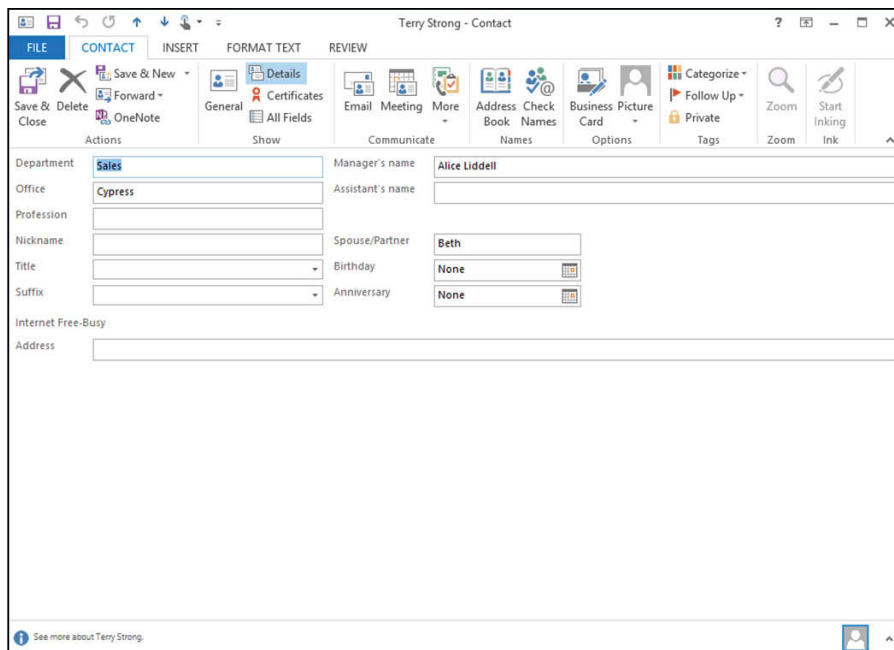 Terry Strong - Contact
?
FILE CONTACT INSERT FORMAT TEXT REVIEW
Save & Close
Delete
Save & New
Forward
OneNote
Actions
General
Details
Certificates
All Fields
Show
Email
Meeting
More
Communicate
Address Book
Check Names
Names
Business Card
Picture
Options
Categorize
Follow Up
Private
Tags
Zoom
Zoom
Start Inking
Ink
Department Sales Manager's name Alice Liddell
Office Cypress Assistant's name
Profession
Nickname Spouse/Partner Beth
Title Birthday None
Suffix Anniversary None
Internet Free-Busy
Address
See more about Terry Strong.